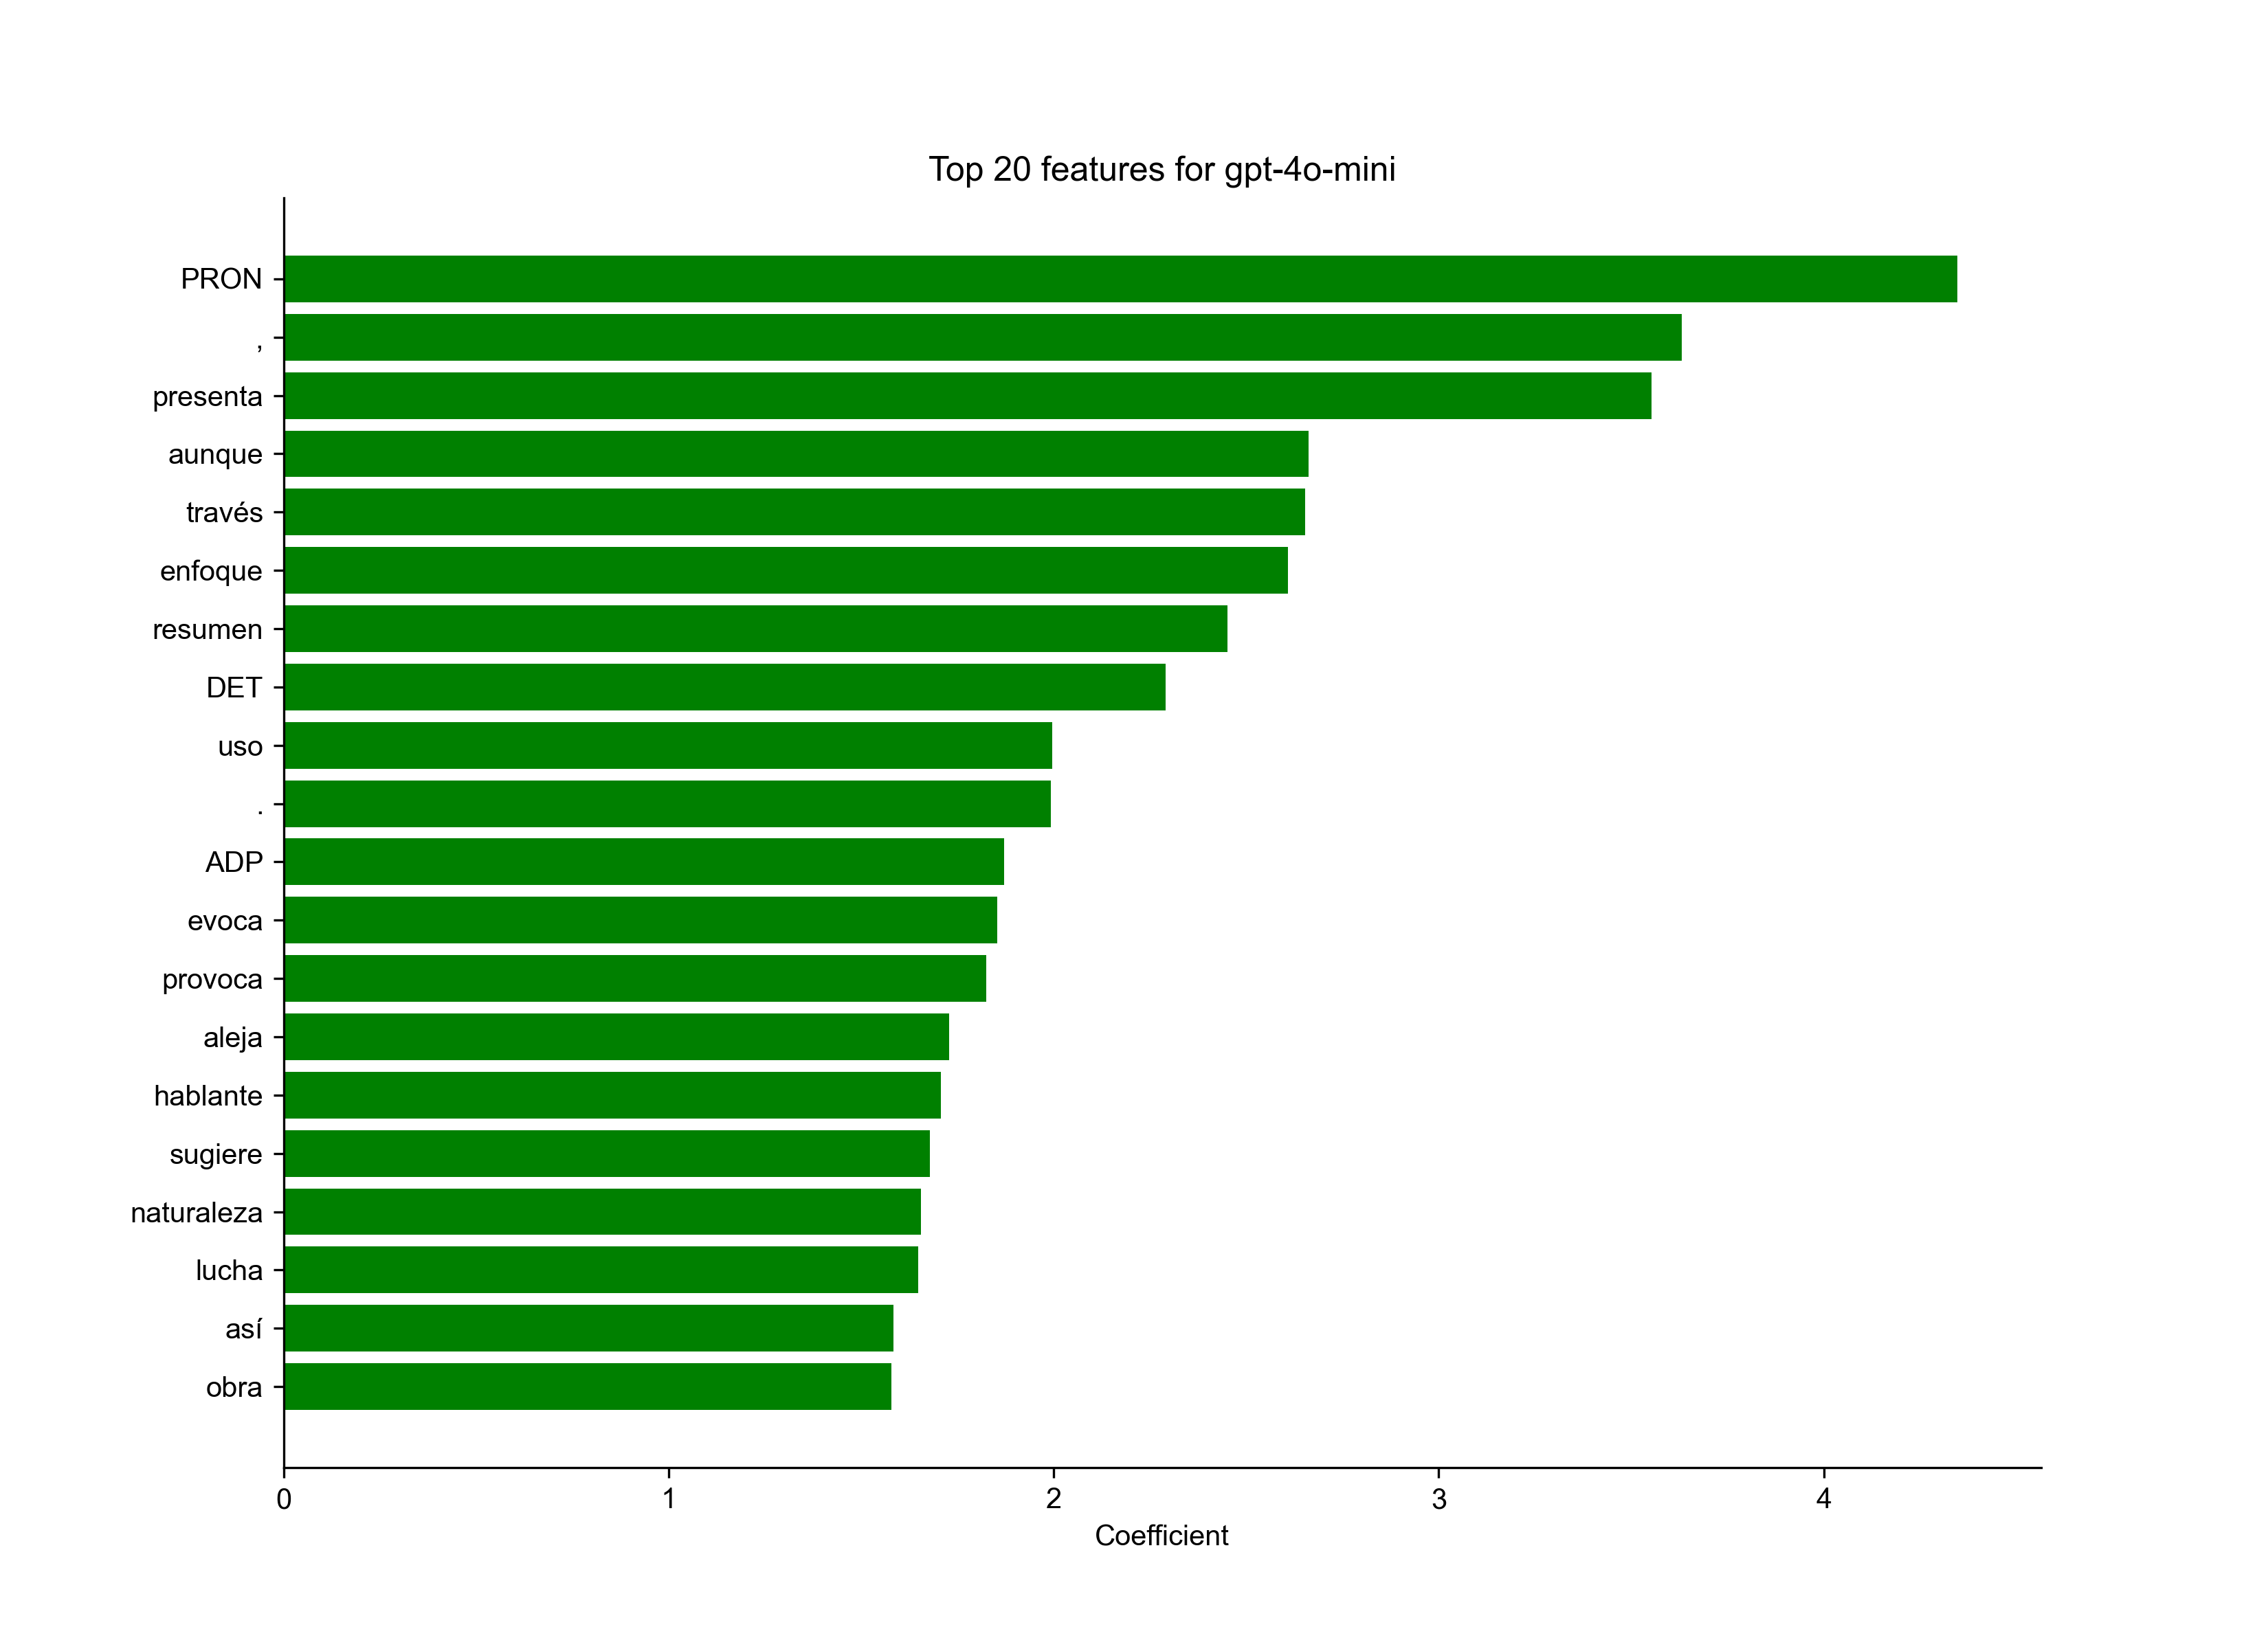 Top 20 features for gpt-4o-mini
PRON
,
presenta
aunque
través
enfoque
resumen
DET
uso
.
ADP
evoca
provoca
aleja
hablante
sugiere
naturaleza
lucha
así
obra
0 1 2 3 4
Coefficient